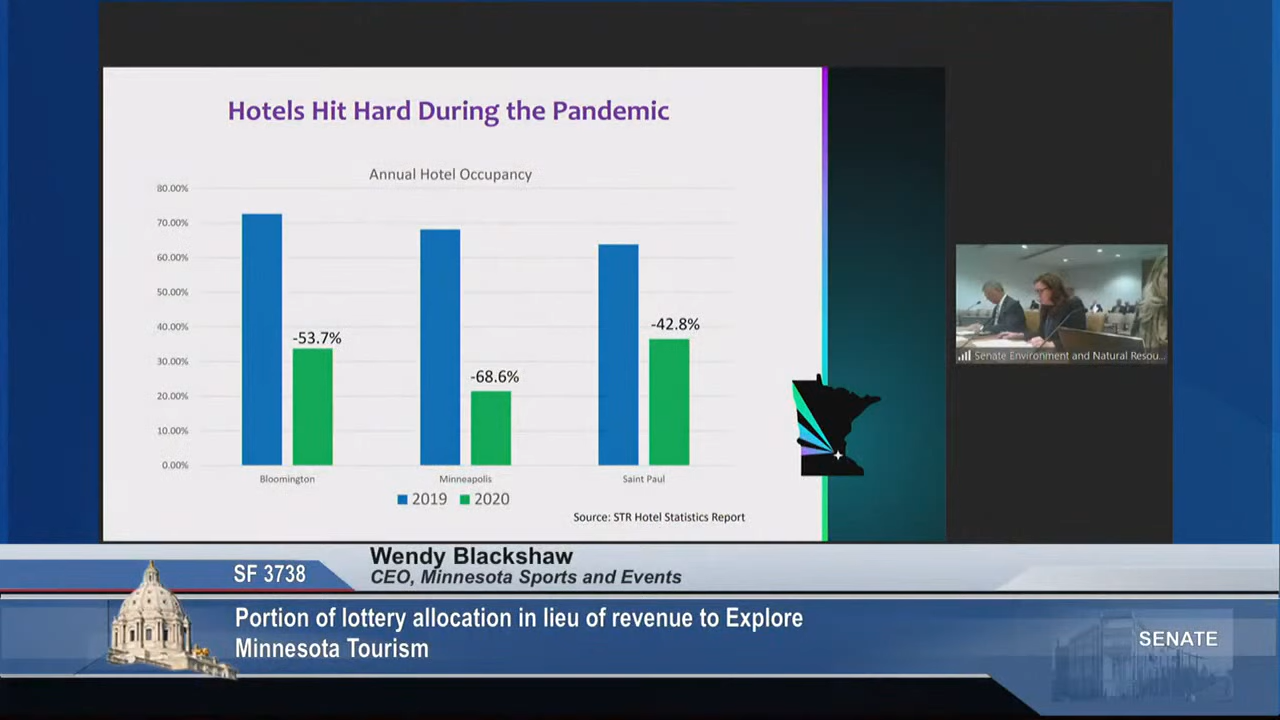 Hotels Hit Hard During the Pandemic
Annual Hotel Occupancy
80.00%
70.00%
60.00%
50.00%
40.00%
30.00%
20.00%
10.00%
0.00%
-53.7%
-68.6%
-42.8%
Bloomington
Minneapolis
Saint Paul
2019 2020
Source: STR Hotel Statistics Report
Senate Environment and Natural Resou...
Wendy Blackshaw
CEO, Minnesota Sports and Events
SF 3738
Portion of lottery allocation in lieu of revenue to Explore
Minnesota Tourism
SENATE